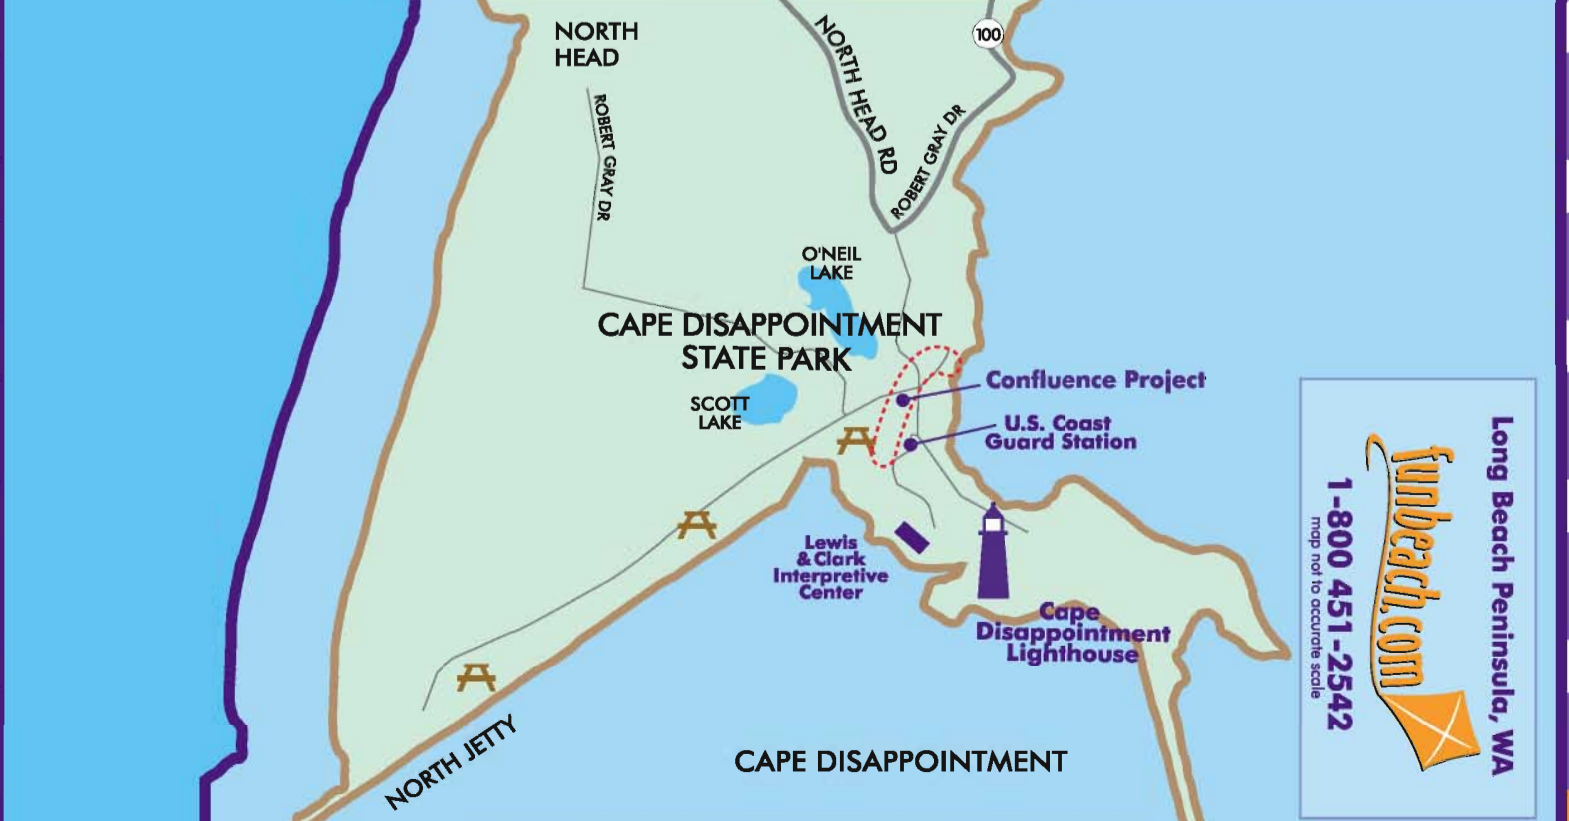 NORTH
HEAD
NORTH HEAD RD
100
ROBERT GRAY DR
ROBERT GRAY DR
O'NEIL
LAKE
CAPE DISAPPOINTMENT
STATE PARK
SCOTT
LAKE
Confluence Project
U.S. Coast
Guard Station
Lewis
& Clark
Interpretive
Center
Cape
Disappointment
Lighthouse
NORTH JETTY
CAPE DISAPPOINTMENT
Long Beach Peninsula, WA
funbeach.com
1-800 451-2542
map not to accurate scale